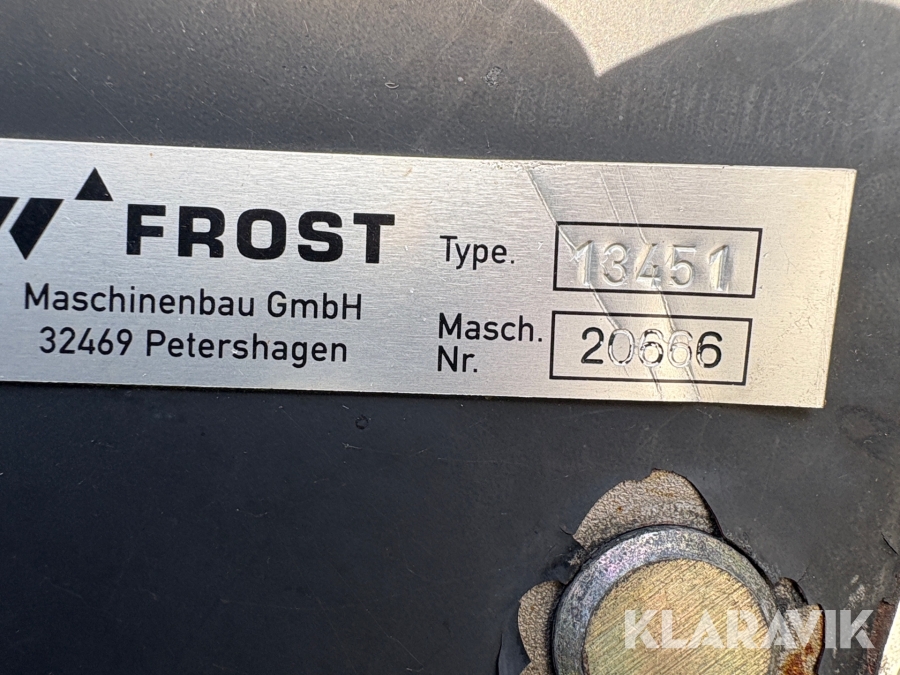 FROST
Maschinenbau GmbH
32469 Petershagen
Type. 13451
Masch. Nr. 20666
KLARAVIK